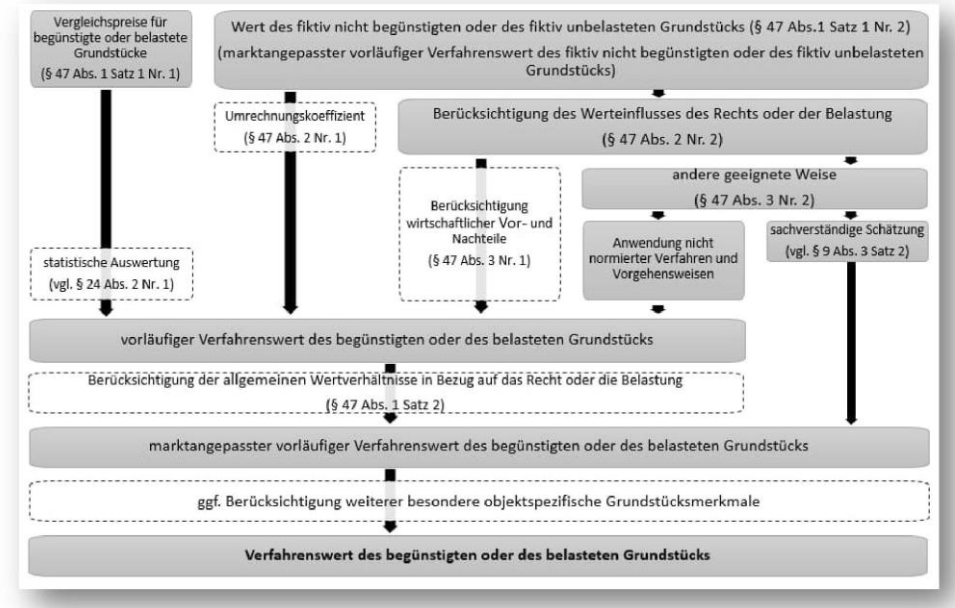 Vergleichspreise für
begünstigte oder belastete
Grundstücke
(§ 47 Abs. 1 Satz 1 Nr. 1)
Wert des fiktiv nicht begünstigten oder des fiktiv unbelasteten Grundstücks (§ 47 Abs.1 Satz 1 Nr. 2)
(marktangepasster vorläufiger Verfahrenswert des fiktiv nicht begünstigten oder des fiktiv unbelasteten
Grundstücks)
Umrechnungskoeffizient
(§ 47 Abs. 2 Nr. 1)
Berücksichtigung des Werteinflusses des Rechts oder der Belastung
(§ 47 Abs. 2 Nr. 2)
andere geeignete Weise
(§ 47 Abs. 3 Nr. 2)
Berücksichtigung
wirtschaftlicher Vor- und
Nachteile
(§ 47 Abs. 3 Nr. 1)
Anwendung nicht
normierter Verfahren und
Vorgehensweisen
sachverständige Schätzung
(vgl. § 9 Abs. 3 Satz 2)
statistische Auswertung
(vgl. § 24 Abs. 2 Nr. 1)
vorläufiger Verfahrenswert des begünstigten oder des belasteten Grundstücks
Berücksichtigung der allgemeinen Wertverhältnisse in Bezug auf das Recht oder die Belastung
(§ 47 Abs. 1 Satz 2)
marktangepasster vorläufiger Verfahrenswert des begünstigten oder des belasteten Grundstücks
ggf. Berücksichtigung weiterer besondere objektspezifische Grundstücksmerkmale
Verfahrenswert des begünstigten oder des belasteten Grundstücks